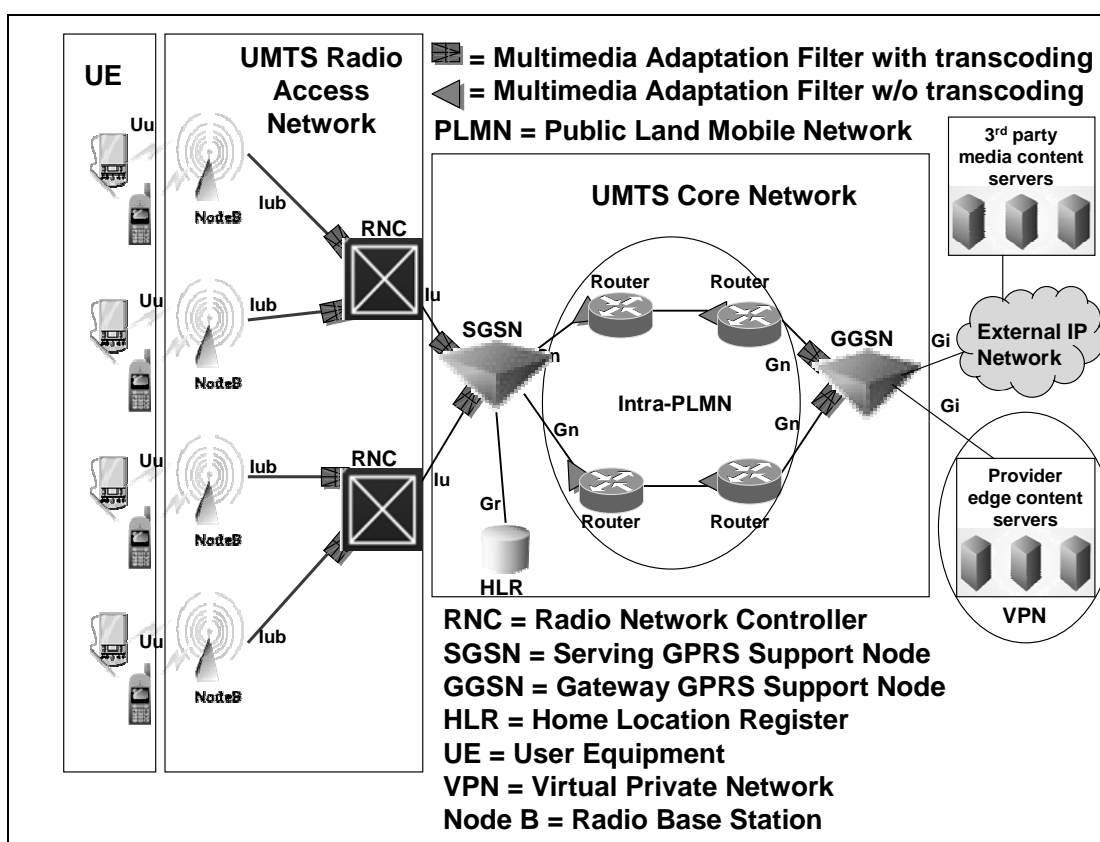 UE
UMTS Radio
Access
Network
= Multimedia Adaptation Filter with transcoding
= Multimedia Adaptation Filter w/o transcoding
PLMN = Public Land Mobile Network
3rd party
media content
servers
UMTS Core Network
Uu
NodeB
Iub
RNC
Iu
Uu
NodeB
Iub
SGSN
Gn
Router
Router
Gn
GGSN
Gi
External IP
Network
Intra-PLMN
Gi
Uu
NodeB
Iub
RNC
Iu
Gn
Gn
Router
Router
Gr
HLR
Provider
edge content
servers
VPN
Uu
NodeB
Iub
RNC = Radio Network Controller
SGSN = Serving GPRS Support Node
GGSN = Gateway GPRS Support Node
HLR = Home Location Register
UE = User Equipment
VPN = Virtual Private Network
Node B = Radio Base Station